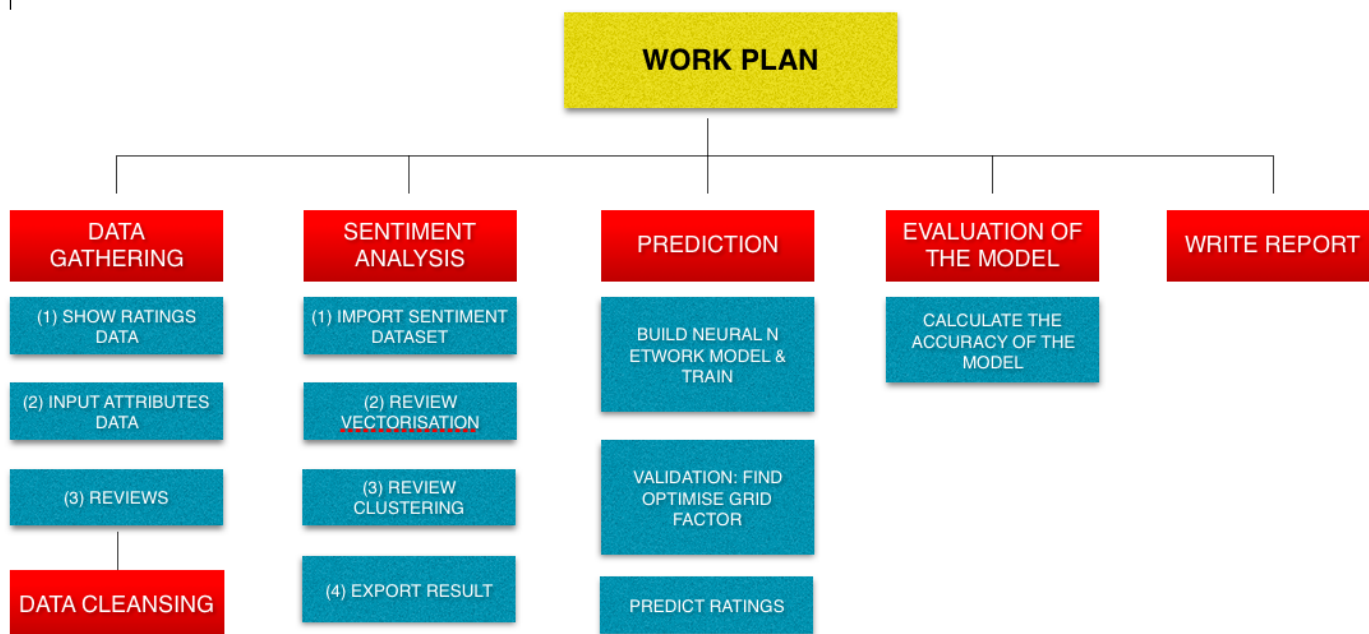 WORK PLAN
DATA
GATHERING
(1) SHOW RATINGS
DATA
(2) INPUT ATTRIBUTES
DATA
(3) REVIEWS
DATA CLEANSING
SENTIMENT
ANALYSIS
(1) IMPORT SENTIMENT
DATASET
(2) REVIEW
VECTORISATION
(3) REVIEW
CLUSTERING
(4) EXPORT RESULT
PREDICTION
BUILD NEURAL N
ETWORK MODEL &
TRAIN
VALIDATION: FIND
OPTIMISE GRID
FACTOR
PREDICT RATINGS
EVALUATION OF
THE MODEL
CALCULATE THE
ACCURACY OF THE
MODEL
WRITE REPORT